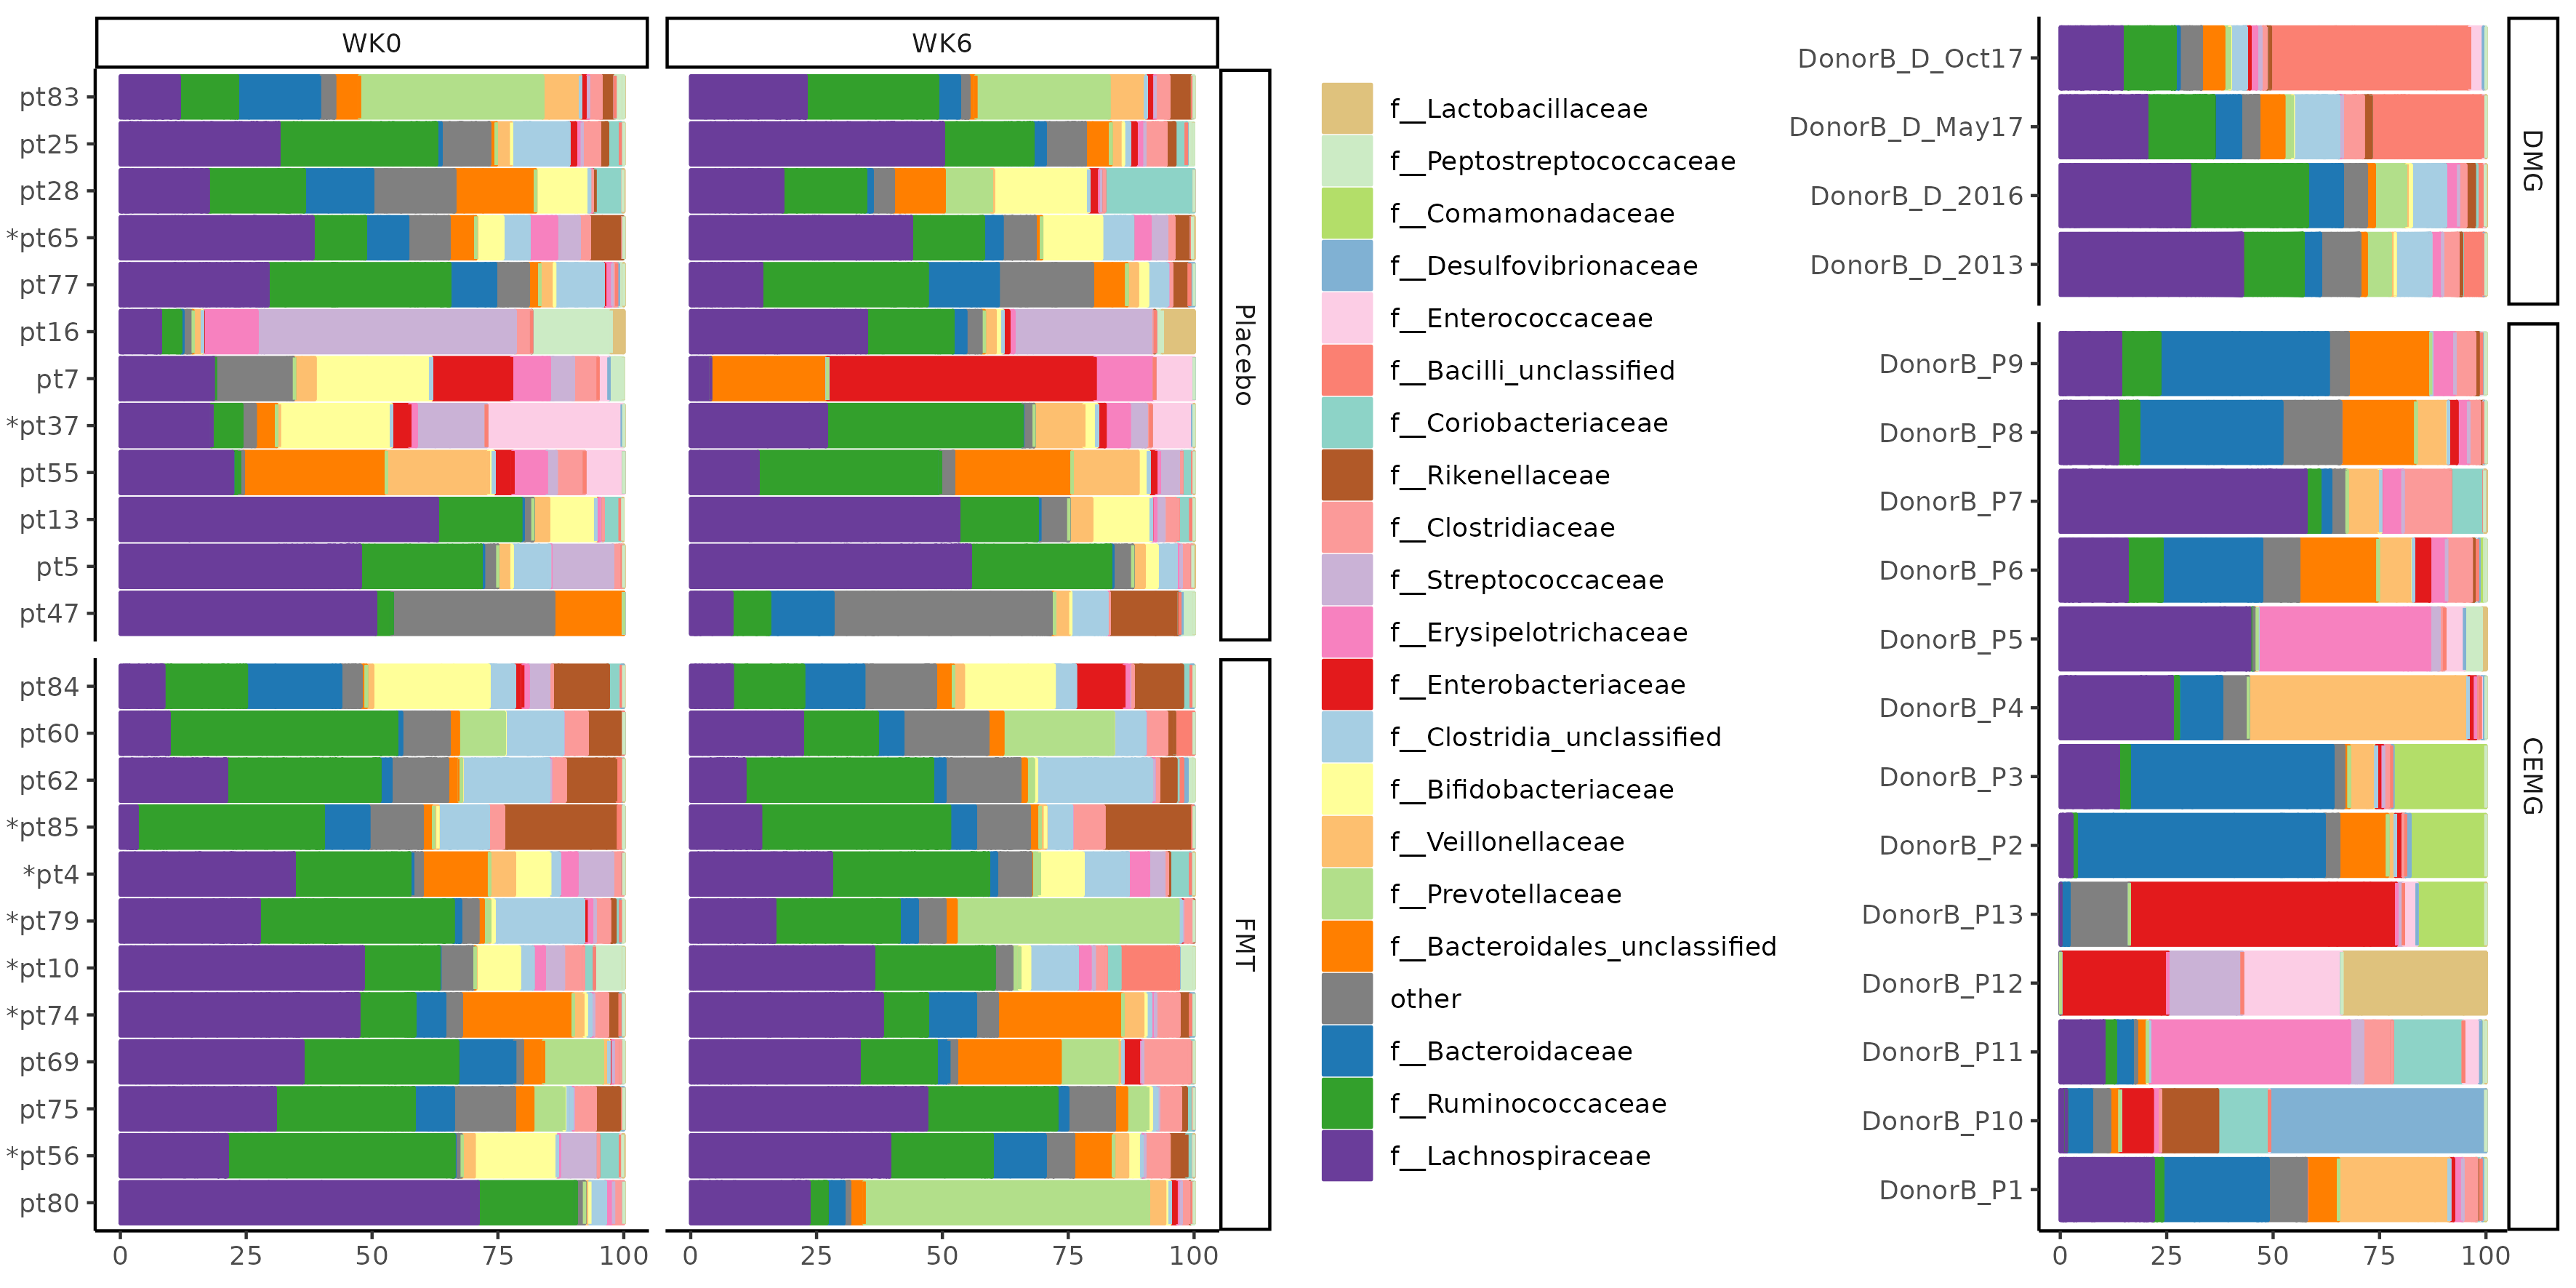 WK0
WK6
pt83
pt25
pt28
*pt65
pt77
pt16
pt7
*pt37
pt55
pt13
pt5
pt47
Placebo
pt84
pt60
pt62
*pt85
*pt4
*pt79
*pt10
*pt74
pt69
pt75
*pt56
pt80
FMT
0 25 50 75 100
0 25 50 75 100
f__Lactobacillaceae
f__Peptostreptococcaceae
f__Comamonadaceae
f__Desulfovibrionaceae
f__Enterococcaceae
f__Bacilli_unclassified
f__Coriobacteriaceae
f__Rikenellaceae
f__Clostridiaceae
f__Streptococcaceae
f__Erysipelotrichaceae
f__Enterobacteriaceae
f__Clostridia_unclassified
f__Bifidobacteriaceae
f__Veillonellaceae
f__Prevotellaceae
f__Bacteroidales_unclassified
other
f__Bacteroidaceae
f__Ruminococcaceae
f__Lachnospiraceae
DonorB_D_Oct17
DonorB_D_May17
DonorB_D_2016
DonorB_D_2013
DMG
DonorB_P9
DonorB_P8
DonorB_P7
DonorB_P6
DonorB_P5
DonorB_P4
DonorB_P3
DonorB_P2
DonorB_P13
DonorB_P12
DonorB_P11
DonorB_P10
DonorB_P1
CEMG
0 25 50 75 100